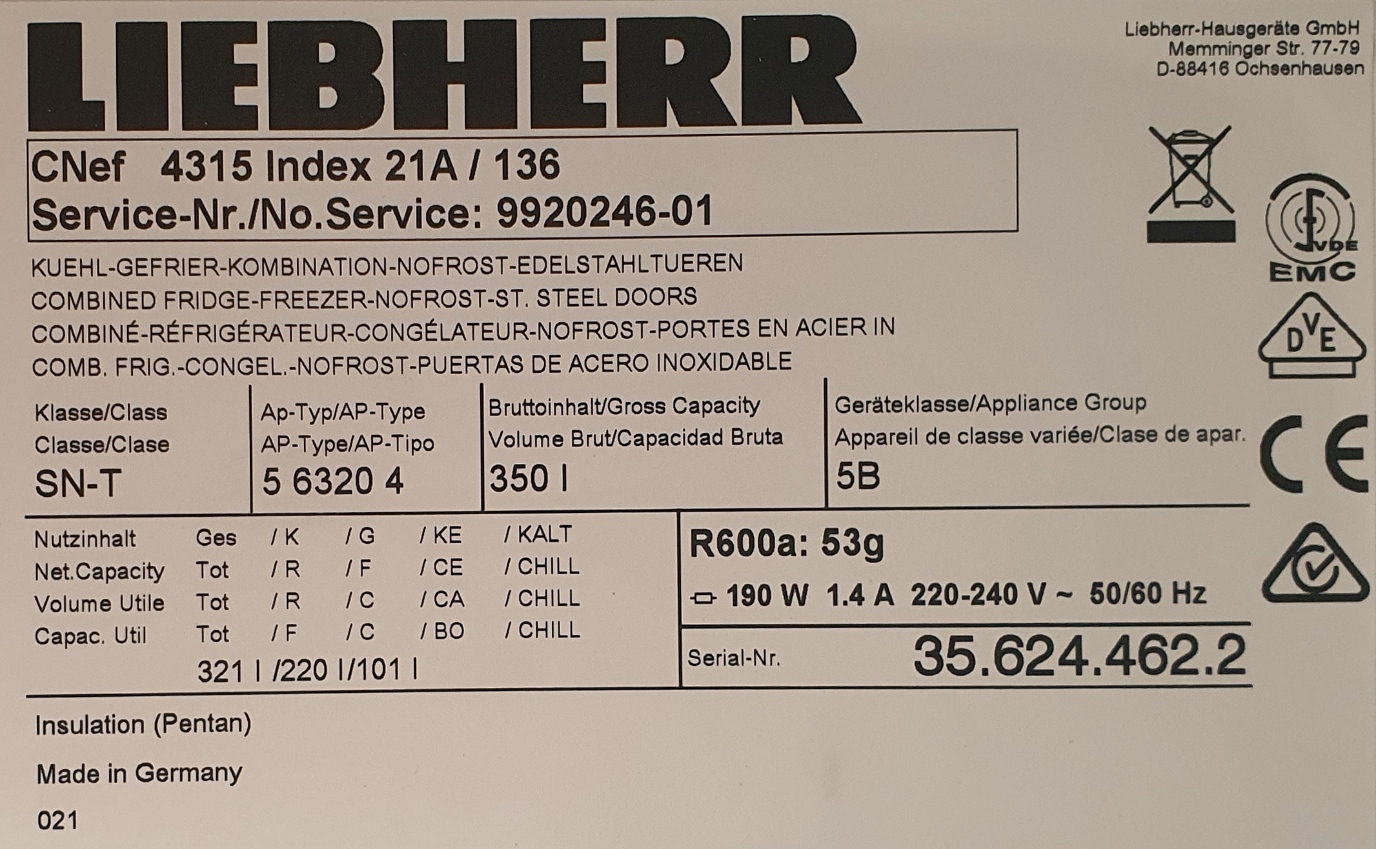 LIEBHERR
Liebherr-Hausgeräte GmbH
Memminger Str. 77-79
D-88416 Ochsenhausen
CNef 4315 Index 21A / 136
Service-Nr./No.Service: 9920246-01
KUEHL-GEFRIER-KOMBINATION-NOFROST-EDELSTAHLTUEREN
COMBINED FRIDGE-FREEZER-NOFROST-ST. STEEL DOORS
COMBINÉ-RÉFRIGÉRATEUR-CONGÉLATEUR-NOFROST-PORTES EN ACIER IN
COMB. FRIG.-CONGEL.-NOFROST-PUERTAS DE ACERO INOXIDABLE
VDE
EMC
DVE
CE
Klasse/Class
Classe/Clase
SN-T
Ap-Typ/AP-Type
AP-Type/AP-Tipo
5 6320 4
Bruttoinhalt/Gross Capacity
Volume Brut/Capacidad Bruta
350 l
Geräteklasse/Appliance Group
Appareil de classe variée/Clase de apar.
5B
Nutzinhalt Ges / K / G / KE / KALT
Net.Capacity Tot / R / F / CE / CHILL
Volume Utile Tot / R / C / CA / CHILL
Capac. Util Tot / F / C / BO / CHILL
321 l /220 l/101 l
R600a: 53g
190 W 1.4 A 220-240 V ~ 50/60 Hz
Serial-Nr. 35.624.462.2
Insulation (Pentan)
Made in Germany
021